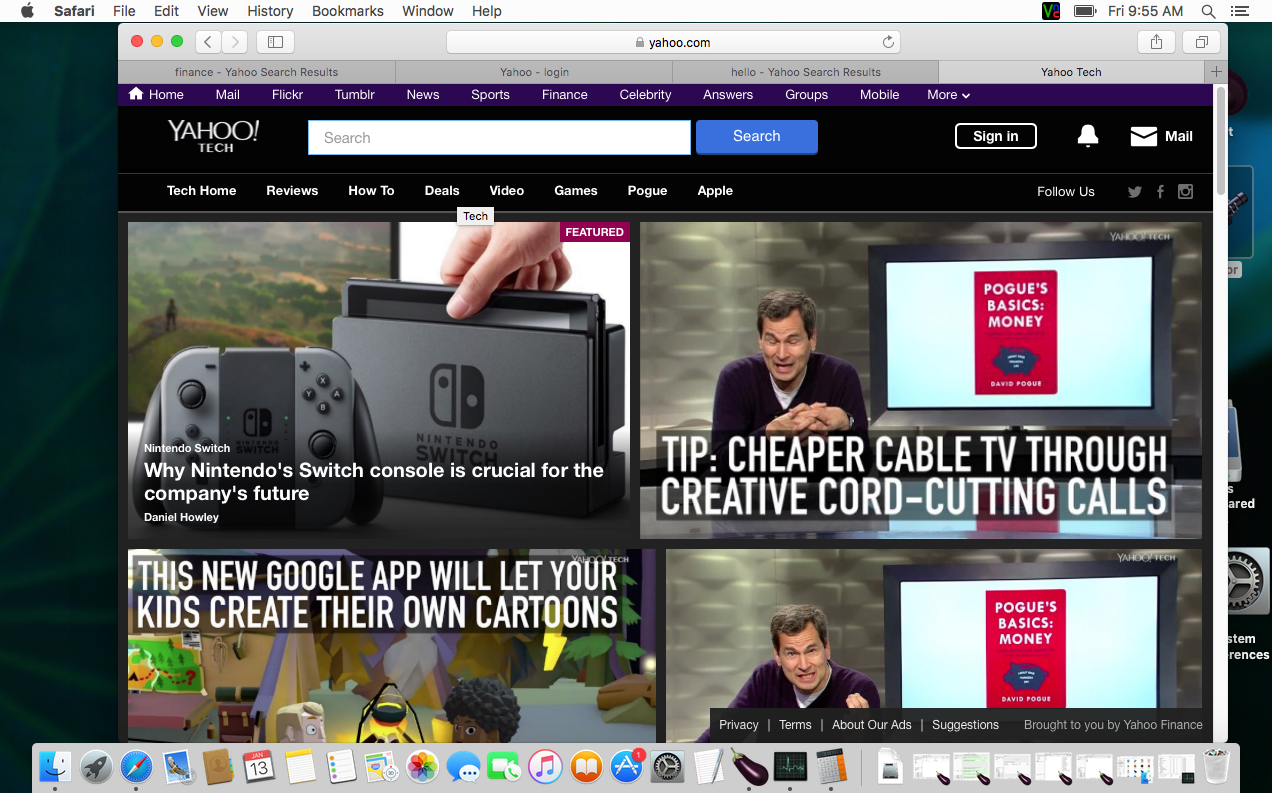 Safari File Edit View History Bookmarks Window Help
Fri 9:55 AM
yahoo.com
finance - Yahoo Search Results
Yahoo - login
hello - Yahoo Search Results
Yahoo Tech
Home Mail Flickr Tumblr News Sports Finance Celebrity Answers Groups Mobile More
YAHOO!
TECH
Search
Search
Sign in
Mail
Tech Home Reviews How To Deals Video Games Pogue Apple
Follow Us
Tech
FEATURED
NINTENDO
SWITCH
NINTENDO
SWITCH
Nintendo Switch
Why Nintendo's Switch console is crucial for the
company's future
Daniel Howley
YAHOO! TECH
POGUE'S
BASICS:
MONEY
DAVID POGUE
TIP: CHEAPER CABLE TV THROUGH
CREATIVE CORD-CUTTING CALLS
YAHOO! TECH
THIS NEW GOOGLE APP WILL LET YOUR
KIDS CREATE THEIR OWN CARTOONS
YAHOO! TECH
POGUE'S
BASICS:
MONEY
DAVID POGUE
Privacy | Terms | About Our Ads | Suggestions
Brought to you by Yahoo Finance
JAN
13
1